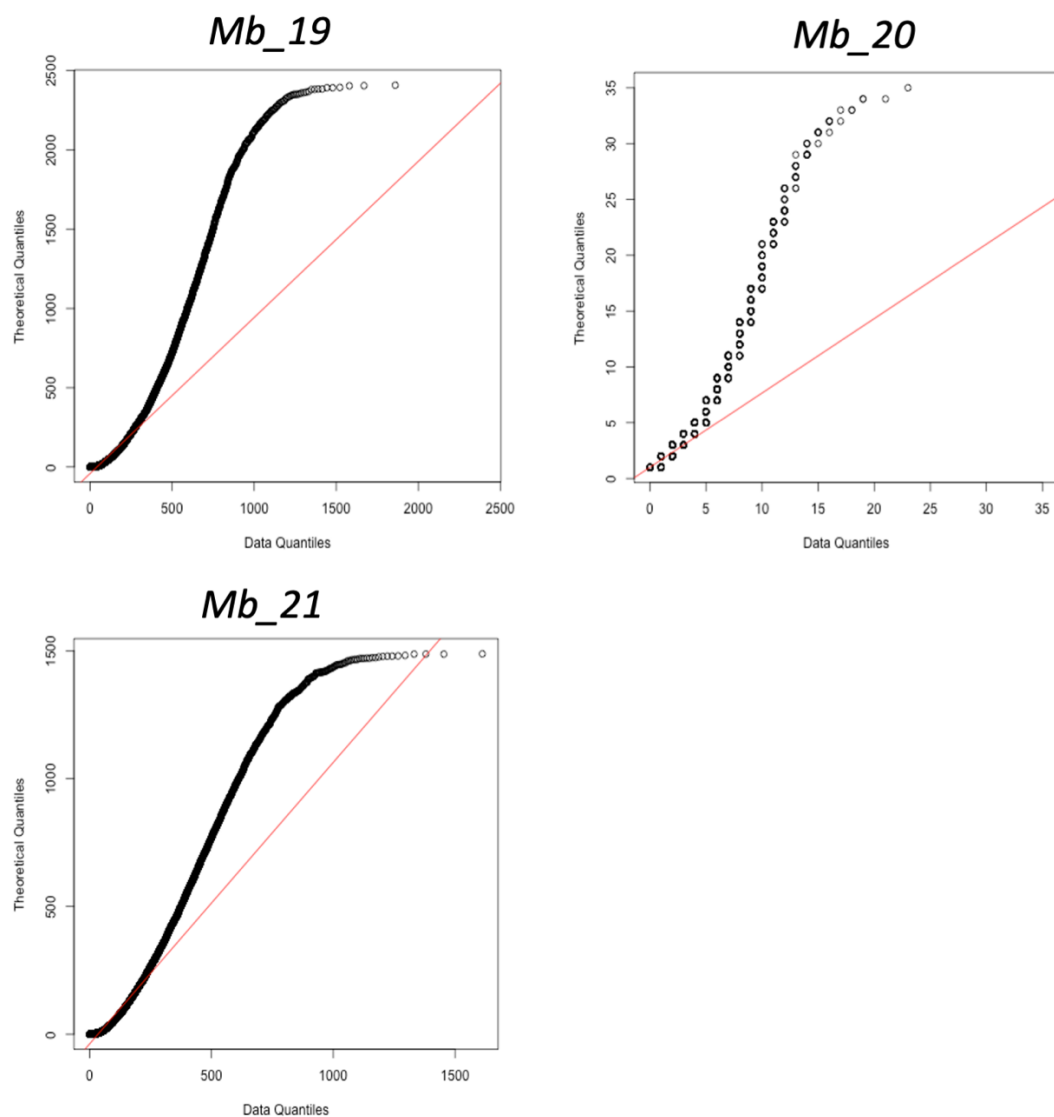 Mb_19
Theoretical Quantiles
2500
2000
1500
1000
500
0
0 500 1000 1500 2000 2500
Data Quantiles
Mb_20
Theoretical Quantiles
35
30
25
20
15
10
5
0
0 5 10 15 20 25 30 35
Data Quantiles
Mb_21
Theoretical Quantiles
1500
1000
500
0
0 500 1000 1500
Data Quantiles